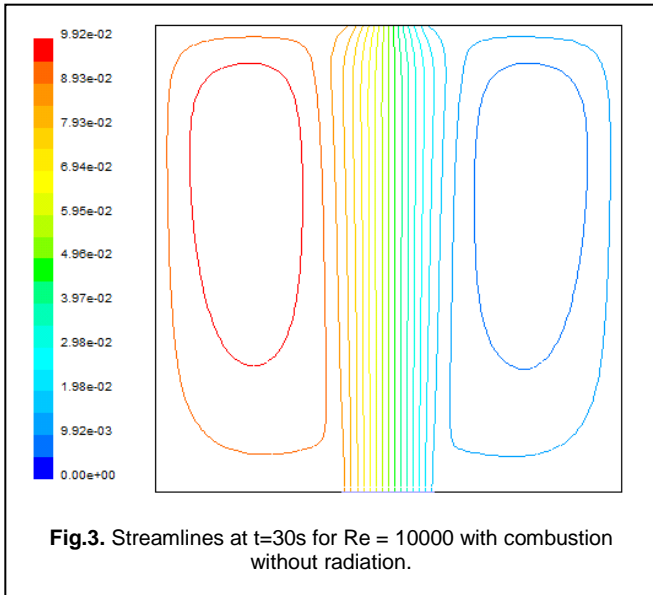 9.92e-02
8.93e-02
7.93e-02
6.94e-02
5.95e-02
4.96e-02
3.97e-02
2.98e-02
1.98e-02
9.92e-03
0.00e+00
Fig.3. Streamlines at t=30s for Re = 10000 with combustion
without radiation.